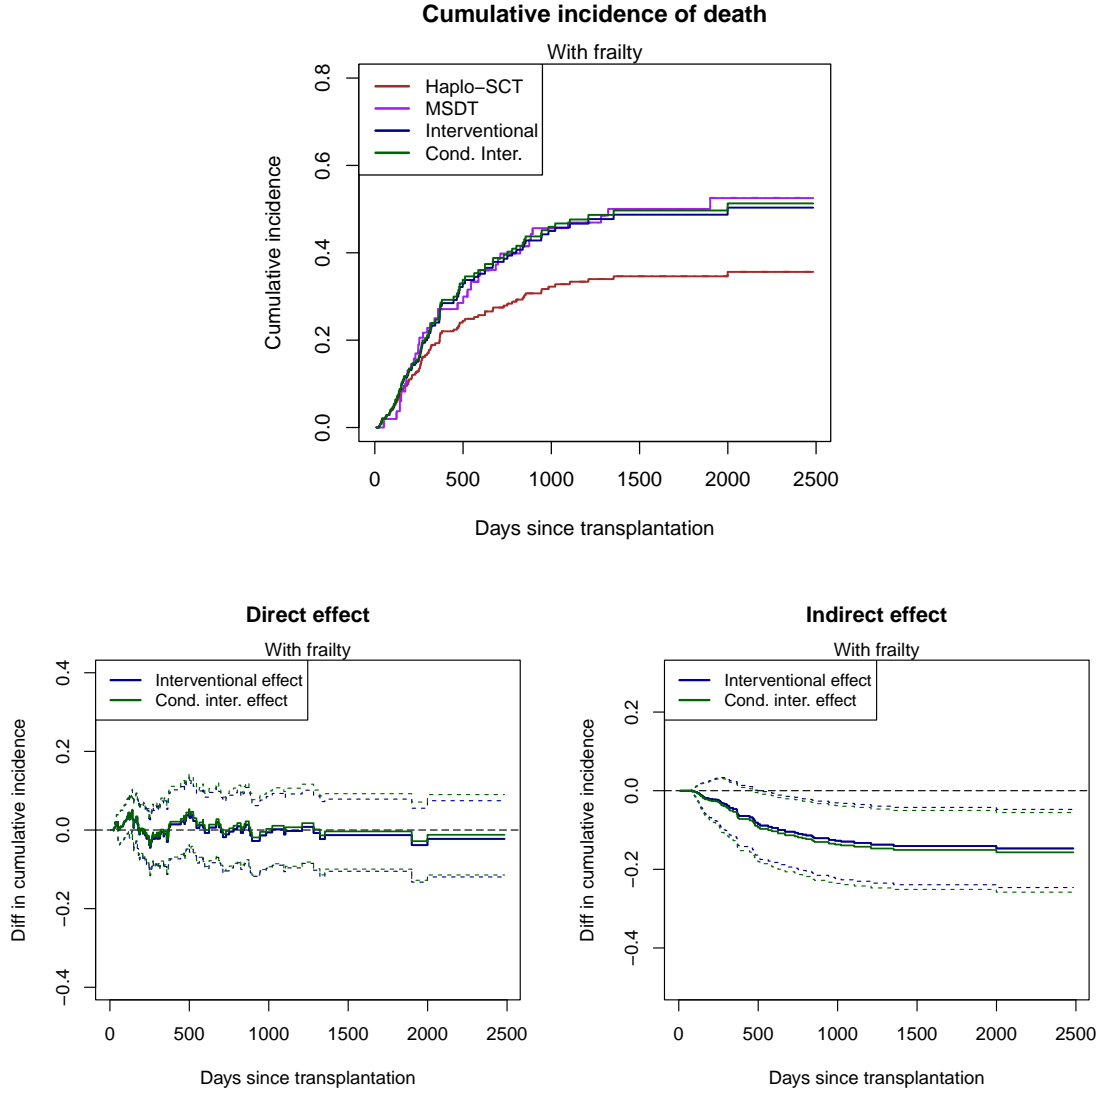 Cumulative incidence of death
With frailty
Haplo−SCT
MSDT
Interventional
Cond. Inter.
Cumulative incidence
0.0
0.2
0.4
0.6
0.8
0 500 1000 1500 2000 2500
Days since transplantation
Direct effect
With frailty
Interventional effect
Cond. inter. effect
Diff in cumulative incidence
−0.4
−0.2
0.0
0.2
0.4
0 500 1000 1500 2000 2500
Days since transplantation
Indirect effect
With frailty
Interventional effect
Cond. inter. effect
Diff in cumulative incidence
−0.4
−0.2
0.0
0.2
0 500 1000 1500 2000 2500
Days since transplantation